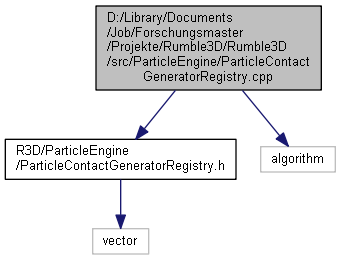 D:/Library/Documents
/Job/Forschungsmaster
/Projekte/Rumble3D/Rumble3D
/src/ParticleEngine/ParticleContact
GeneratorRegistry.cpp
R3D/ParticleEngine
/ParticleContactGeneratorRegistry.h
algorithm
vector